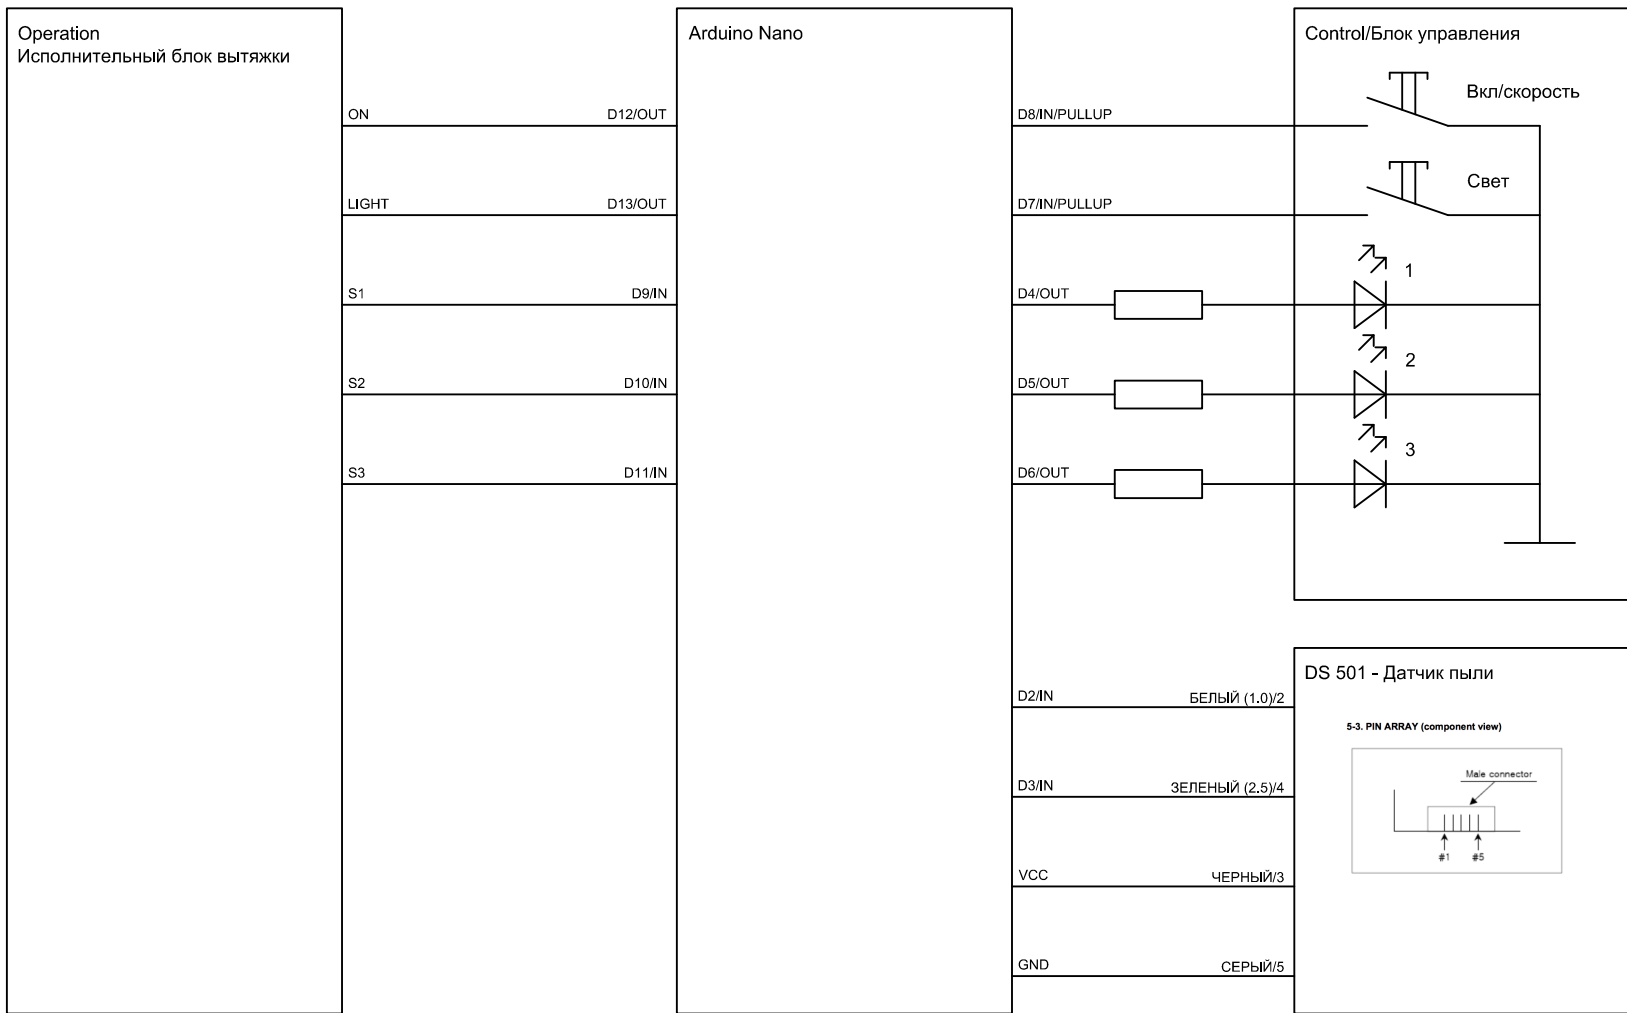 Operation
Исполнительный блок вытяжки
Arduino Nano
Control/Блок управления
Вкл/скорость
ON
D12/OUT
D8/IN/PULLUP
Свет
LIGHT
D13/OUT
D7/IN/PULLUP
1
S1
D9/IN
D4/OUT
2
S2
D10/IN
D5/OUT
3
S3
D11/IN
D6/OUT
DS 501 - Датчик пыли
D2/IN
БЕЛЫЙ (1.0)/2
5-3. PIN ARRAY (component view)
Male connector
D3/IN
ЗЕЛЕНЫЙ (2.5)/4
#1
#5
VCC
ЧЕРНЫЙ/3
GND
СЕРЫЙ/5